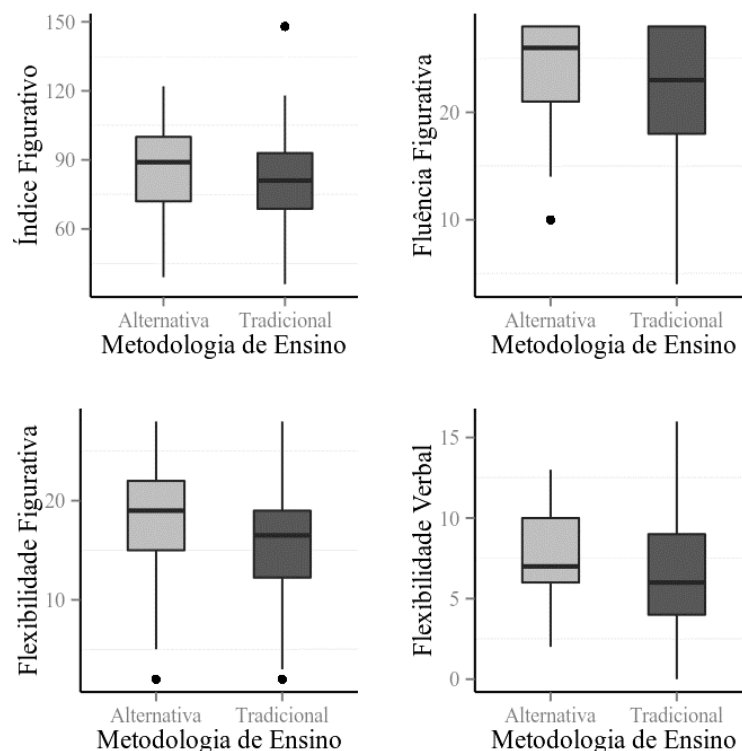 Índice Figurativo
150
120
90
60
Alternativa Tradicional
Metodologia de Ensino
Fluência Figurativa
20
10
Alternativa Tradicional
Metodologia de Ensino
Flexibilidade Figurativa
20
10
Alternativa Tradicional
Metodologia de Ensino
Flexibilidade Verbal
15
10
5
0
Alternativa Tradicional
Metodologia de Ensino